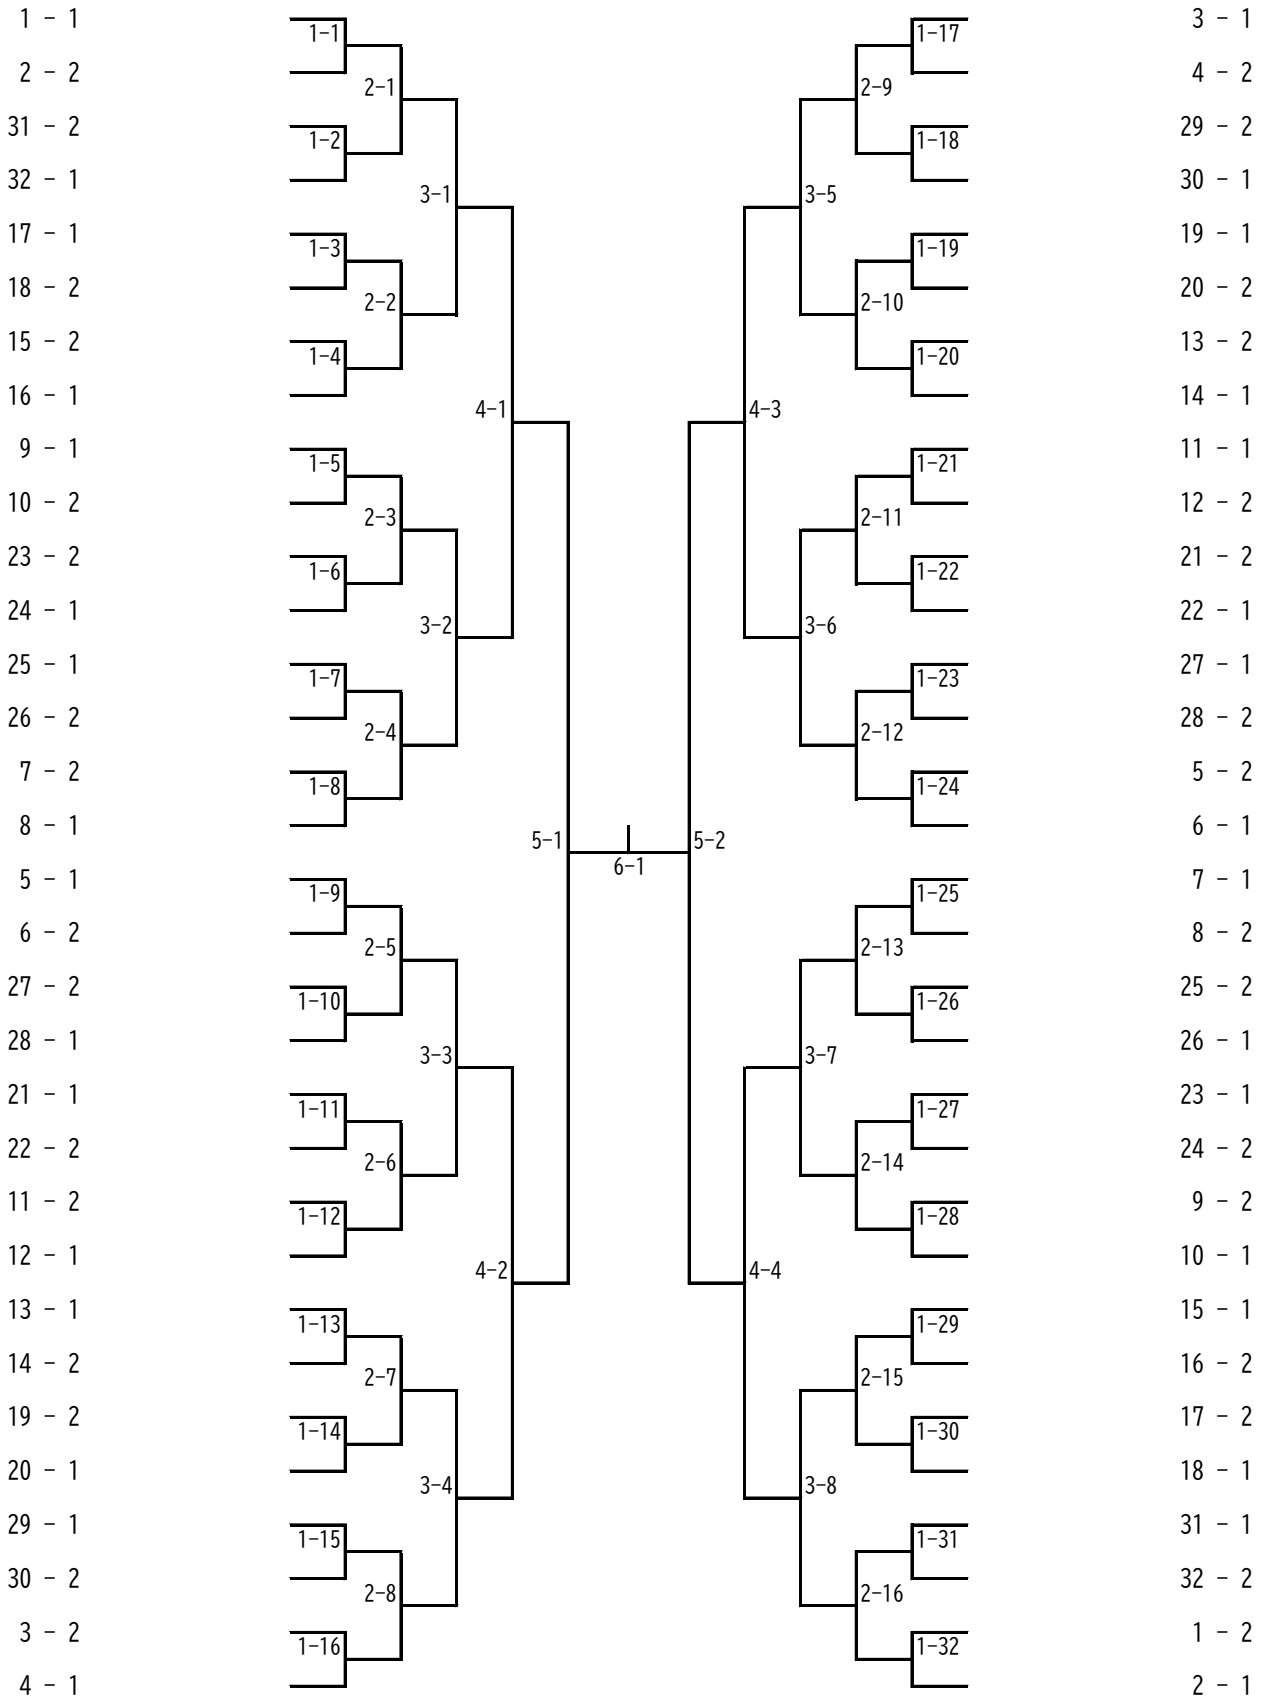 1 - 1 1-1 1-17 3 - 1
2 - 2 2-1 2-9 4 - 2
31 - 2 1-2 1-18 29 - 2
32 - 1 3-1 3-5 30 - 1
17 - 1 1-3 1-19 19 - 1
18 - 2 2-2 2-10 20 - 2
15 - 2 1-4 1-20 13 - 2
16 - 1 4-1 4-3 14 - 1
9 - 1 1-5 1-21 11 - 1
10 - 2 2-3 2-11 12 - 2
23 - 2 1-6 1-22 21 - 2
24 - 1 3-2 3-6 22 - 1
25 - 1 1-7 1-23 27 - 1
26 - 2 2-4 2-12 28 - 2
7 - 2 1-8 1-24 5 - 2
8 - 1 5-1 5-2 6 - 1
6-1
5 - 1 1-9 1-25 7 - 1
6 - 2 2-5 2-13 8 - 2
27 - 2 1-10 1-26 25 - 2
28 - 1 3-3 3-7 26 - 1
21 - 1 1-11 1-27 23 - 1
22 - 2 2-6 2-14 24 - 2
11 - 2 1-12 1-28 9 - 2
12 - 1 4-2 4-4 10 - 1
13 - 1 1-13 1-29 15 - 1
14 - 2 2-7 2-15 16 - 2
19 - 2 1-14 1-30 17 - 2
20 - 1 3-4 3-8 18 - 1
29 - 1 1-15 1-31 31 - 1
30 - 2 2-8 2-16 32 - 2
3 - 2 1-16 1-32 1 - 2
4 - 1 2 - 1